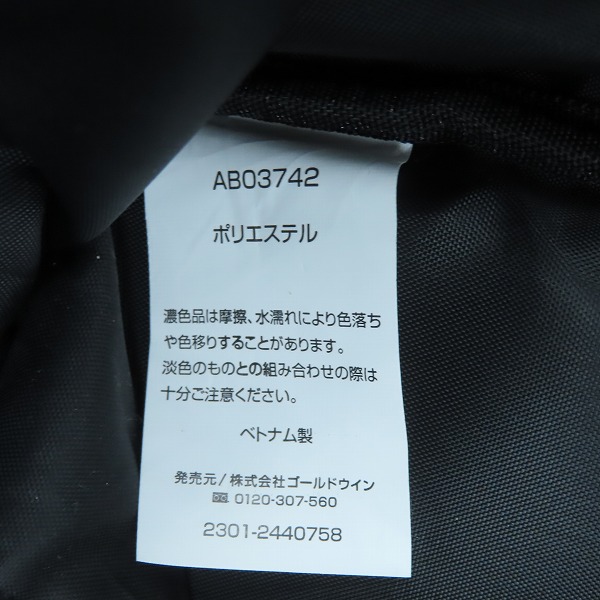 AB03742
ポリエステル
濃色品は摩擦、水濡れにより色落ち
や色移りすることがあります。
淡色のものとの組み合わせの際は
十分ご注意ください。
ベトナム製
発売元/株式会社ゴールドウイン
0120-307-560
2301-2440758